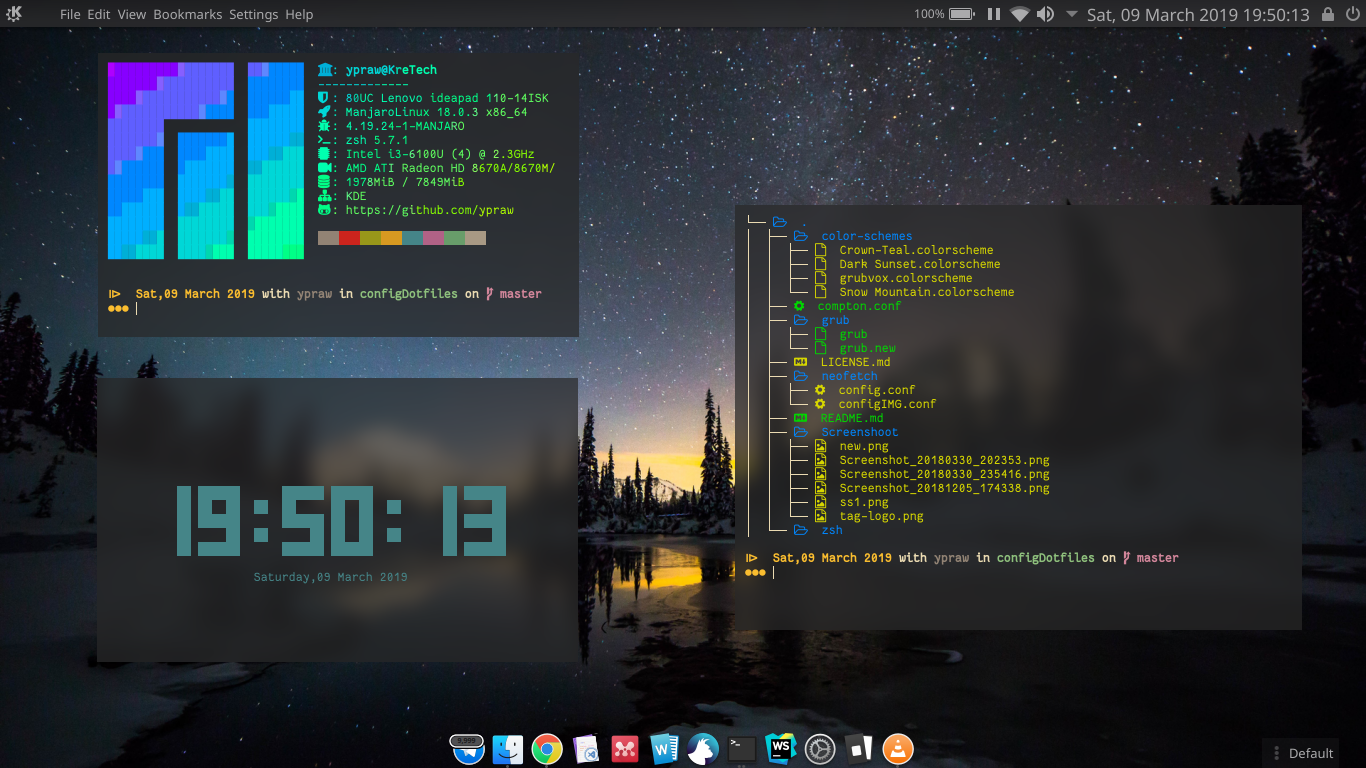 File Edit View Bookmarks Settings Help
100% Sat, 09 March 2019 19:50:13
: ypraw@KreTech
-------------
: 80UC Lenovo ideapad 110-14ISK
: ManjaroLinux 18.0.3 x86_64
: 4.19.24-1-MANJARO
: zsh 5.7.1
: Intel i3-6100U (4) @ 2.3GHz
: AMD ATI Radeon HD 8670A/8670M/
: 1978MiB / 7849MiB
: KDE
: https://github.com/ypraw
Sat,09 March 2019 with ypraw in configDotfiles on master
19:50:13
Saturday,09 March 2019
.
color-schemes
Crown-Teal.colorscheme
Dark Sunset.colorscheme
grubvox.colorscheme
Snow Mountain.colorscheme
compton.conf
grub
grub
grub.new
LICENSE.md
neofetch
config.conf
configIMG.conf
README.md
Screenshoot
new.png
Screenshot_20180330_202353.png
Screenshot_20180330_235416.png
Screenshot_20181205_174338.png
ss1.png
tag-logo.png
zsh
Sat,09 March 2019 with ypraw in configDotfiles on master
9,999
W
>_
WS
Default